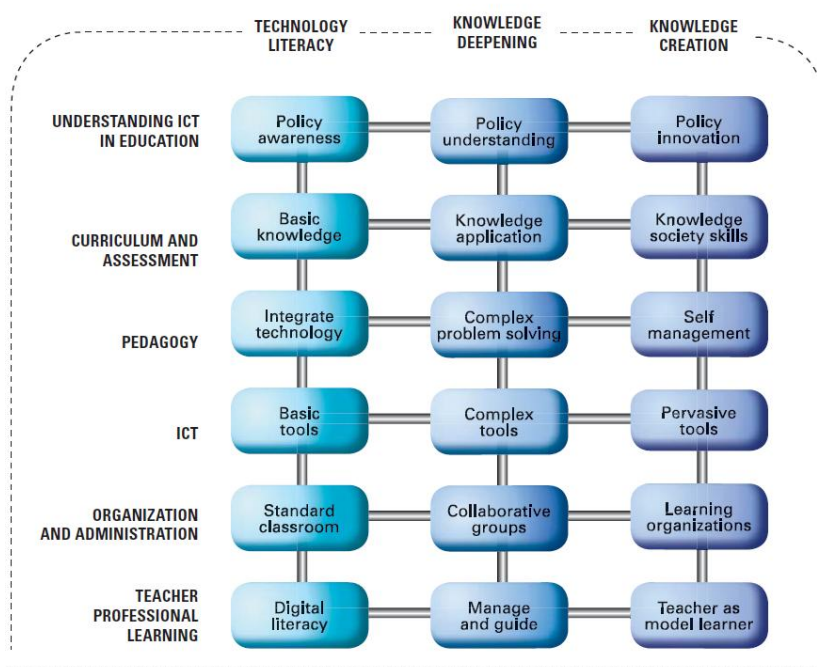 TECHNOLOGY
LITERACY
KNOWLEDGE
DEEPENING
KNOWLEDGE
CREATION
UNDERSTANDING ICT
IN EDUCATION
Policy
awareness
Policy
understanding
Policy
innovation
CURRICULUM AND
ASSESSMENT
Basic
knowledge
Knowledge
application
Knowledge
society skills
PEDAGOGY
Integrate
technology
Complex
problem solving
Self
management
ICT
Basic
tools
Complex
tools
Pervasive
tools
ORGANIZATION
AND ADMINISTRATION
Standard
classroom
Collaborative
groups
Learning
organizations
TEACHER
PROFESSIONAL
LEARNING
Digital
literacy
Manage
and guide
Teacher as
model learner